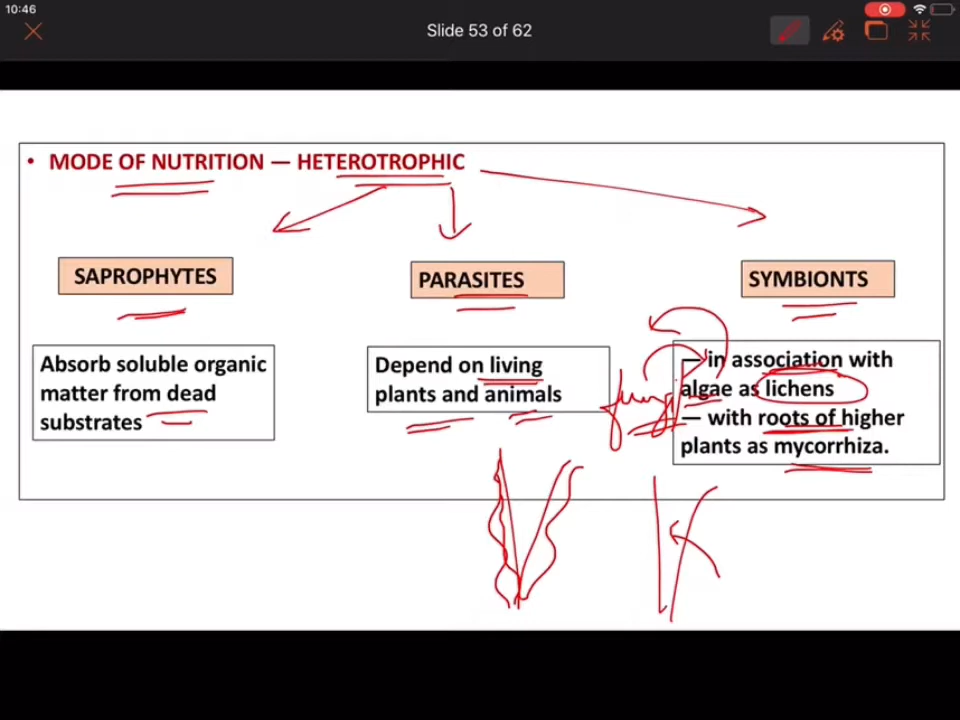 10:46
Slide 53 of 62
• MODE OF NUTRITION — HETEROTROPHIC
SAPROPHYTES
Absorb soluble organic
matter from dead
substrates
PARASITES
Depend on living
plants and animals
SYMBIONTS
— in association with
algae as lichens
— with roots of higher
plants as mycorrhiza.
fungi